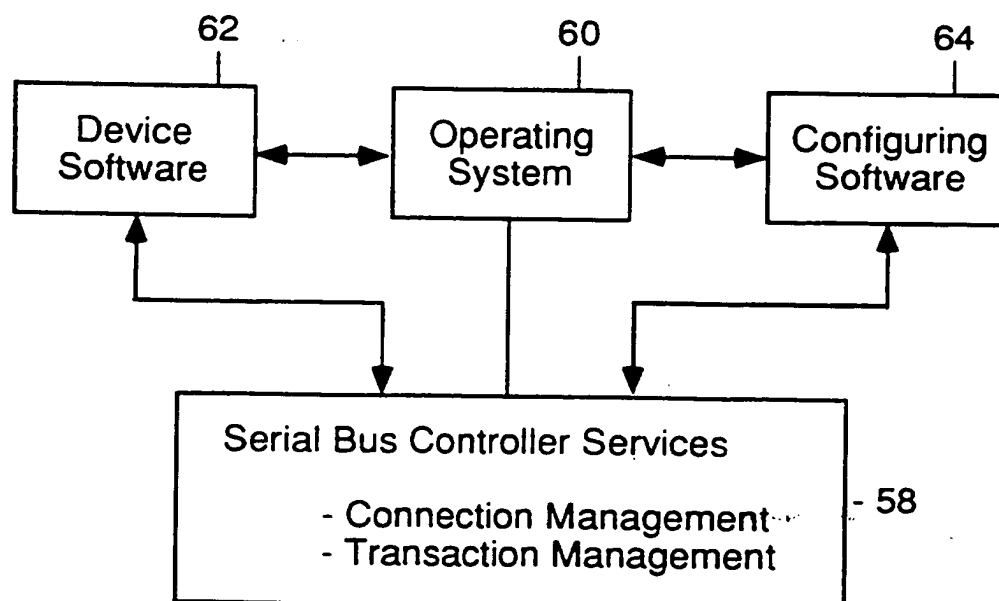 62
60
64
Device
Software
Operating
System
Configuring
Software
Serial Bus Controller Services
- Connection Management
- Transaction Management
58